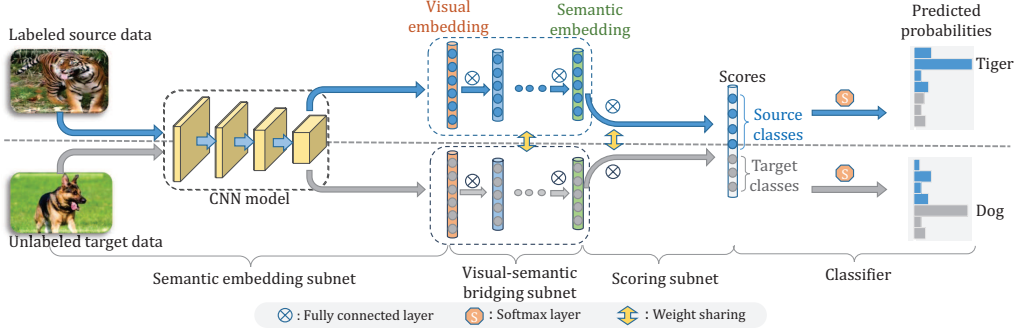 Visual
embedding
Semantic
embedding
Predicted
probabilities
Labeled source data
Tiger
Scores
S
Source
classes
Target
classes
S
CNN model
Dog
Unlabeled target data
Semantic embedding subnet
Visual-semantic
bridging subnet
Scoring subnet
Classifier
: Fully connected layer
S : Softmax layer
: Weight sharing